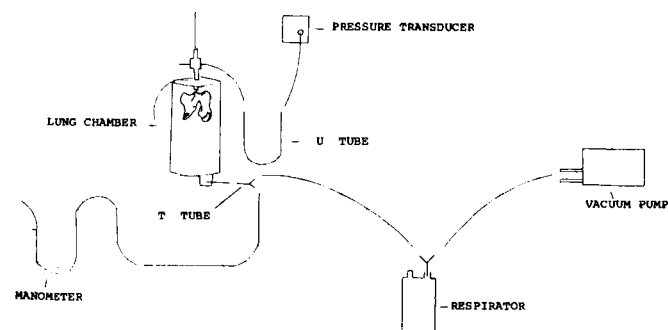 PRESSURE TRANSDUCER
LUNG CHAMBER
U TUBE
T TUBE
VACUUM PUMP
MANOMETER
RESPIRATOR